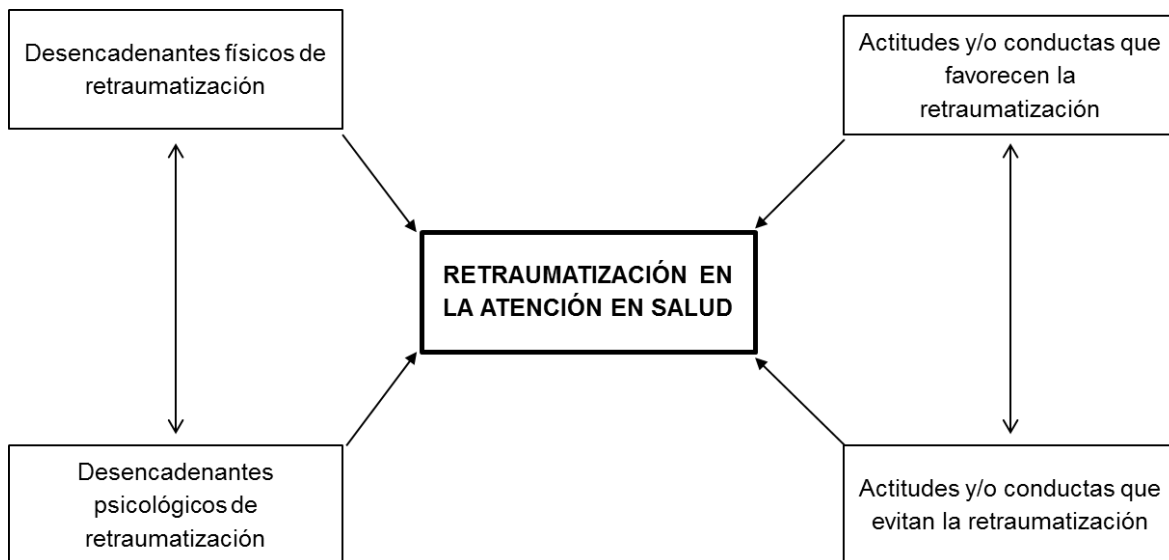 Desencadenantes físicos de
retraumatización
Actitudes y/o conductas que
favorecen la
retraumatización
RETRAUMATIZACIÓN EN
LA ATENCIÓN EN SALUD
Desencadenantes
psicológicos de
retraumatización
Actitudes y/o conductas que
evitan la retraumatización